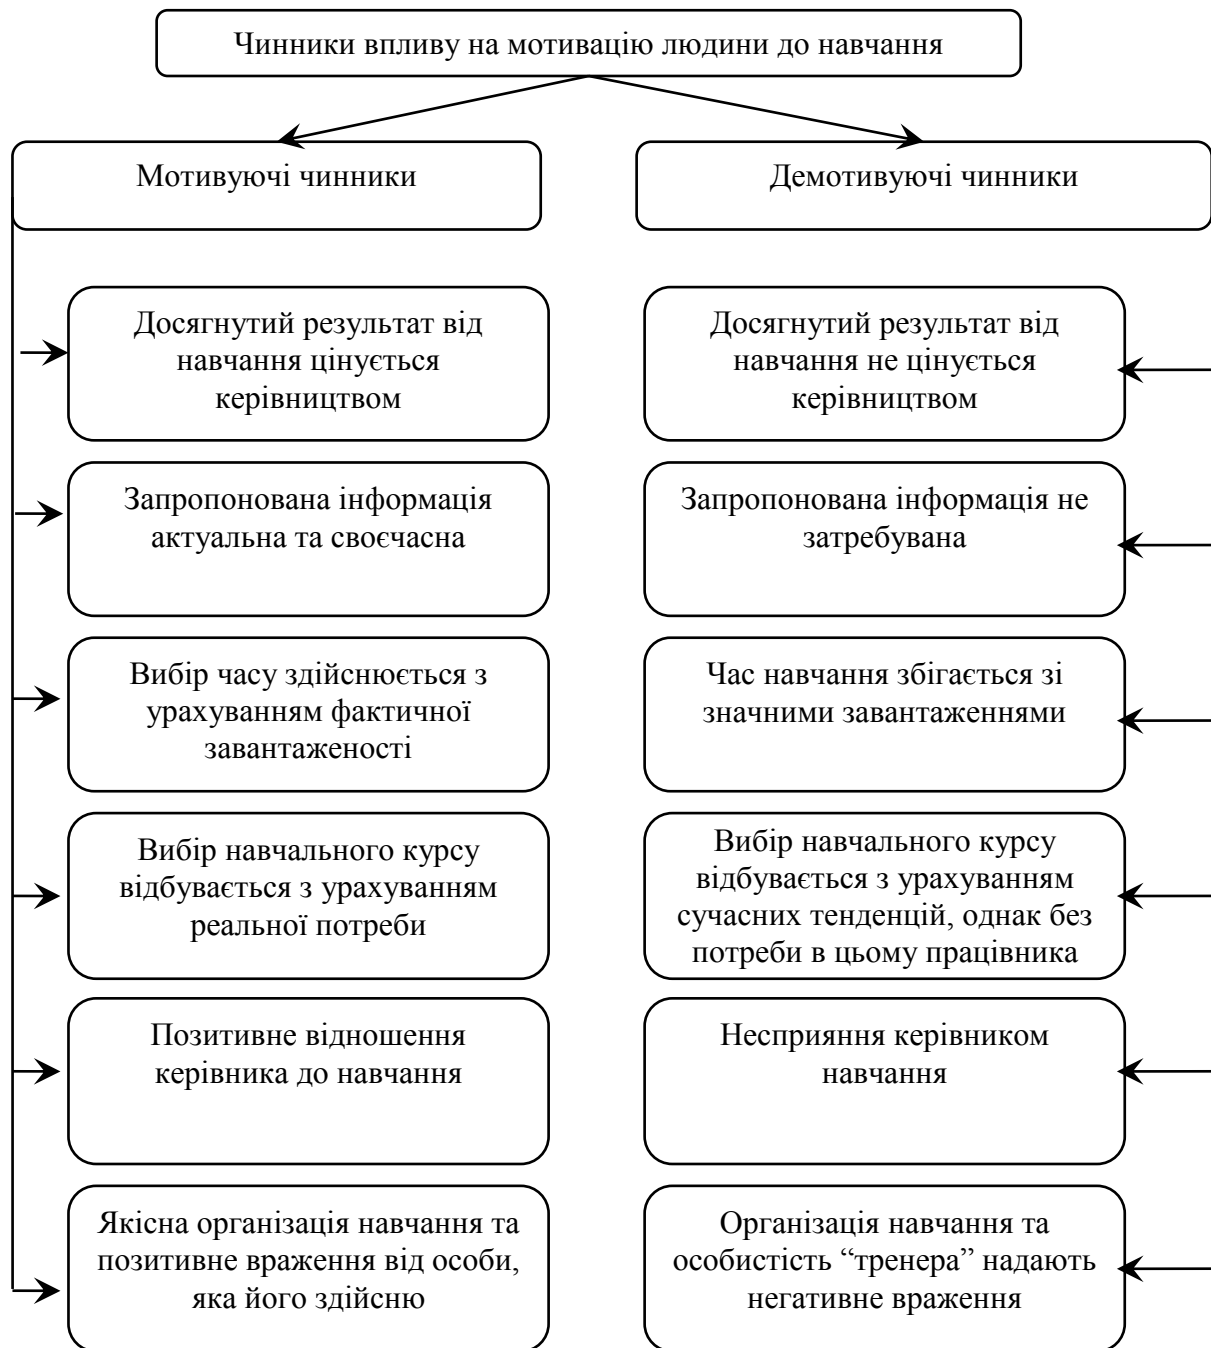 Чинники впливу на мотивацію людини до навчання
Мотивуючі чинники
Демотивуючі чинники
Досягнутий результат від
навчання цінується
керівництвом
Досягнутий результат від
навчання не цінується
керівництвом
Запропонована інформація
актуальна та своєчасна
Запропонована інформація не
затребувана
Вибір часу здійснюється з
урахуванням фактичної
завантаженості
Час навчання збігається зі
значними завантаженнями
Вибір навчального курсу
відбувається з урахуванням
реальної потреби
Вибір навчального курсу
відбувається з урахуванням
сучасних тенденцій, однак без
потреби в цьому працівника
Позитивне відношення
керівника до навчання
Несприяння керівником
навчання
Якісна організація навчання та
позитивне враження від особи,
яка його здійсню
Організація навчання та
особистість “тренера” надають
негативне враження